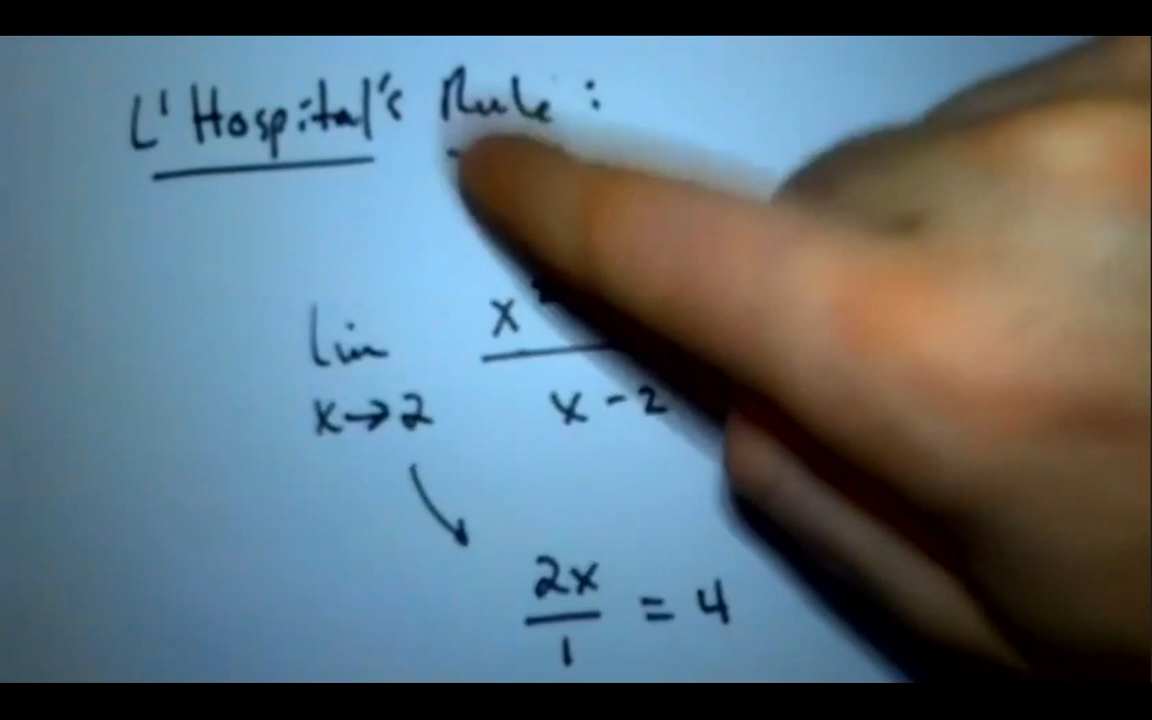 L'Hospital's Rule:
lim x
x→2 x-2
2x
= 4
1